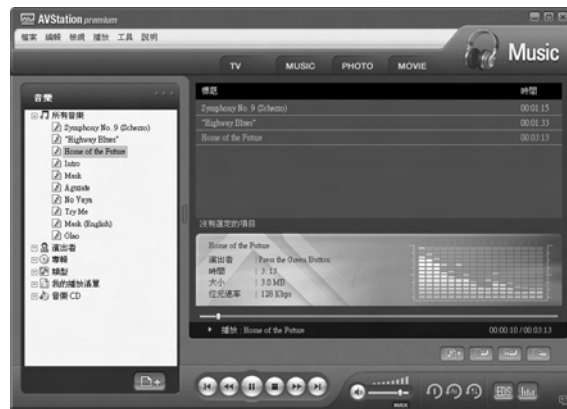 AVStation premium
檔案 編輯 檢視 播放 工具 說明
Music
TV MUSIC PHOTO MOVIE
音樂
所有音樂
Symphony No. 9 (Scherzo)
"Highway Blues"
Home of the Future
Intro
Mask
Aguzate
No Vaya
Try Me
Mask (English)
Olao
演出者
專輯
類型
我的播放清單
音樂 CD
標題 時間
Symphony No. 9 (Scherzo) 00:01:15
"Highway Blues" 00:01:33
Home of the Future 00:03:13
沒有選定的項目
Home of the Future
演出者 | Press the Green Button
時間 | 3:13
大小 | 3.0 MB
位元速率 | 128 Kbps
播放 : Home of the Future 00:00:10 / 00:03:13
MAX
EDS